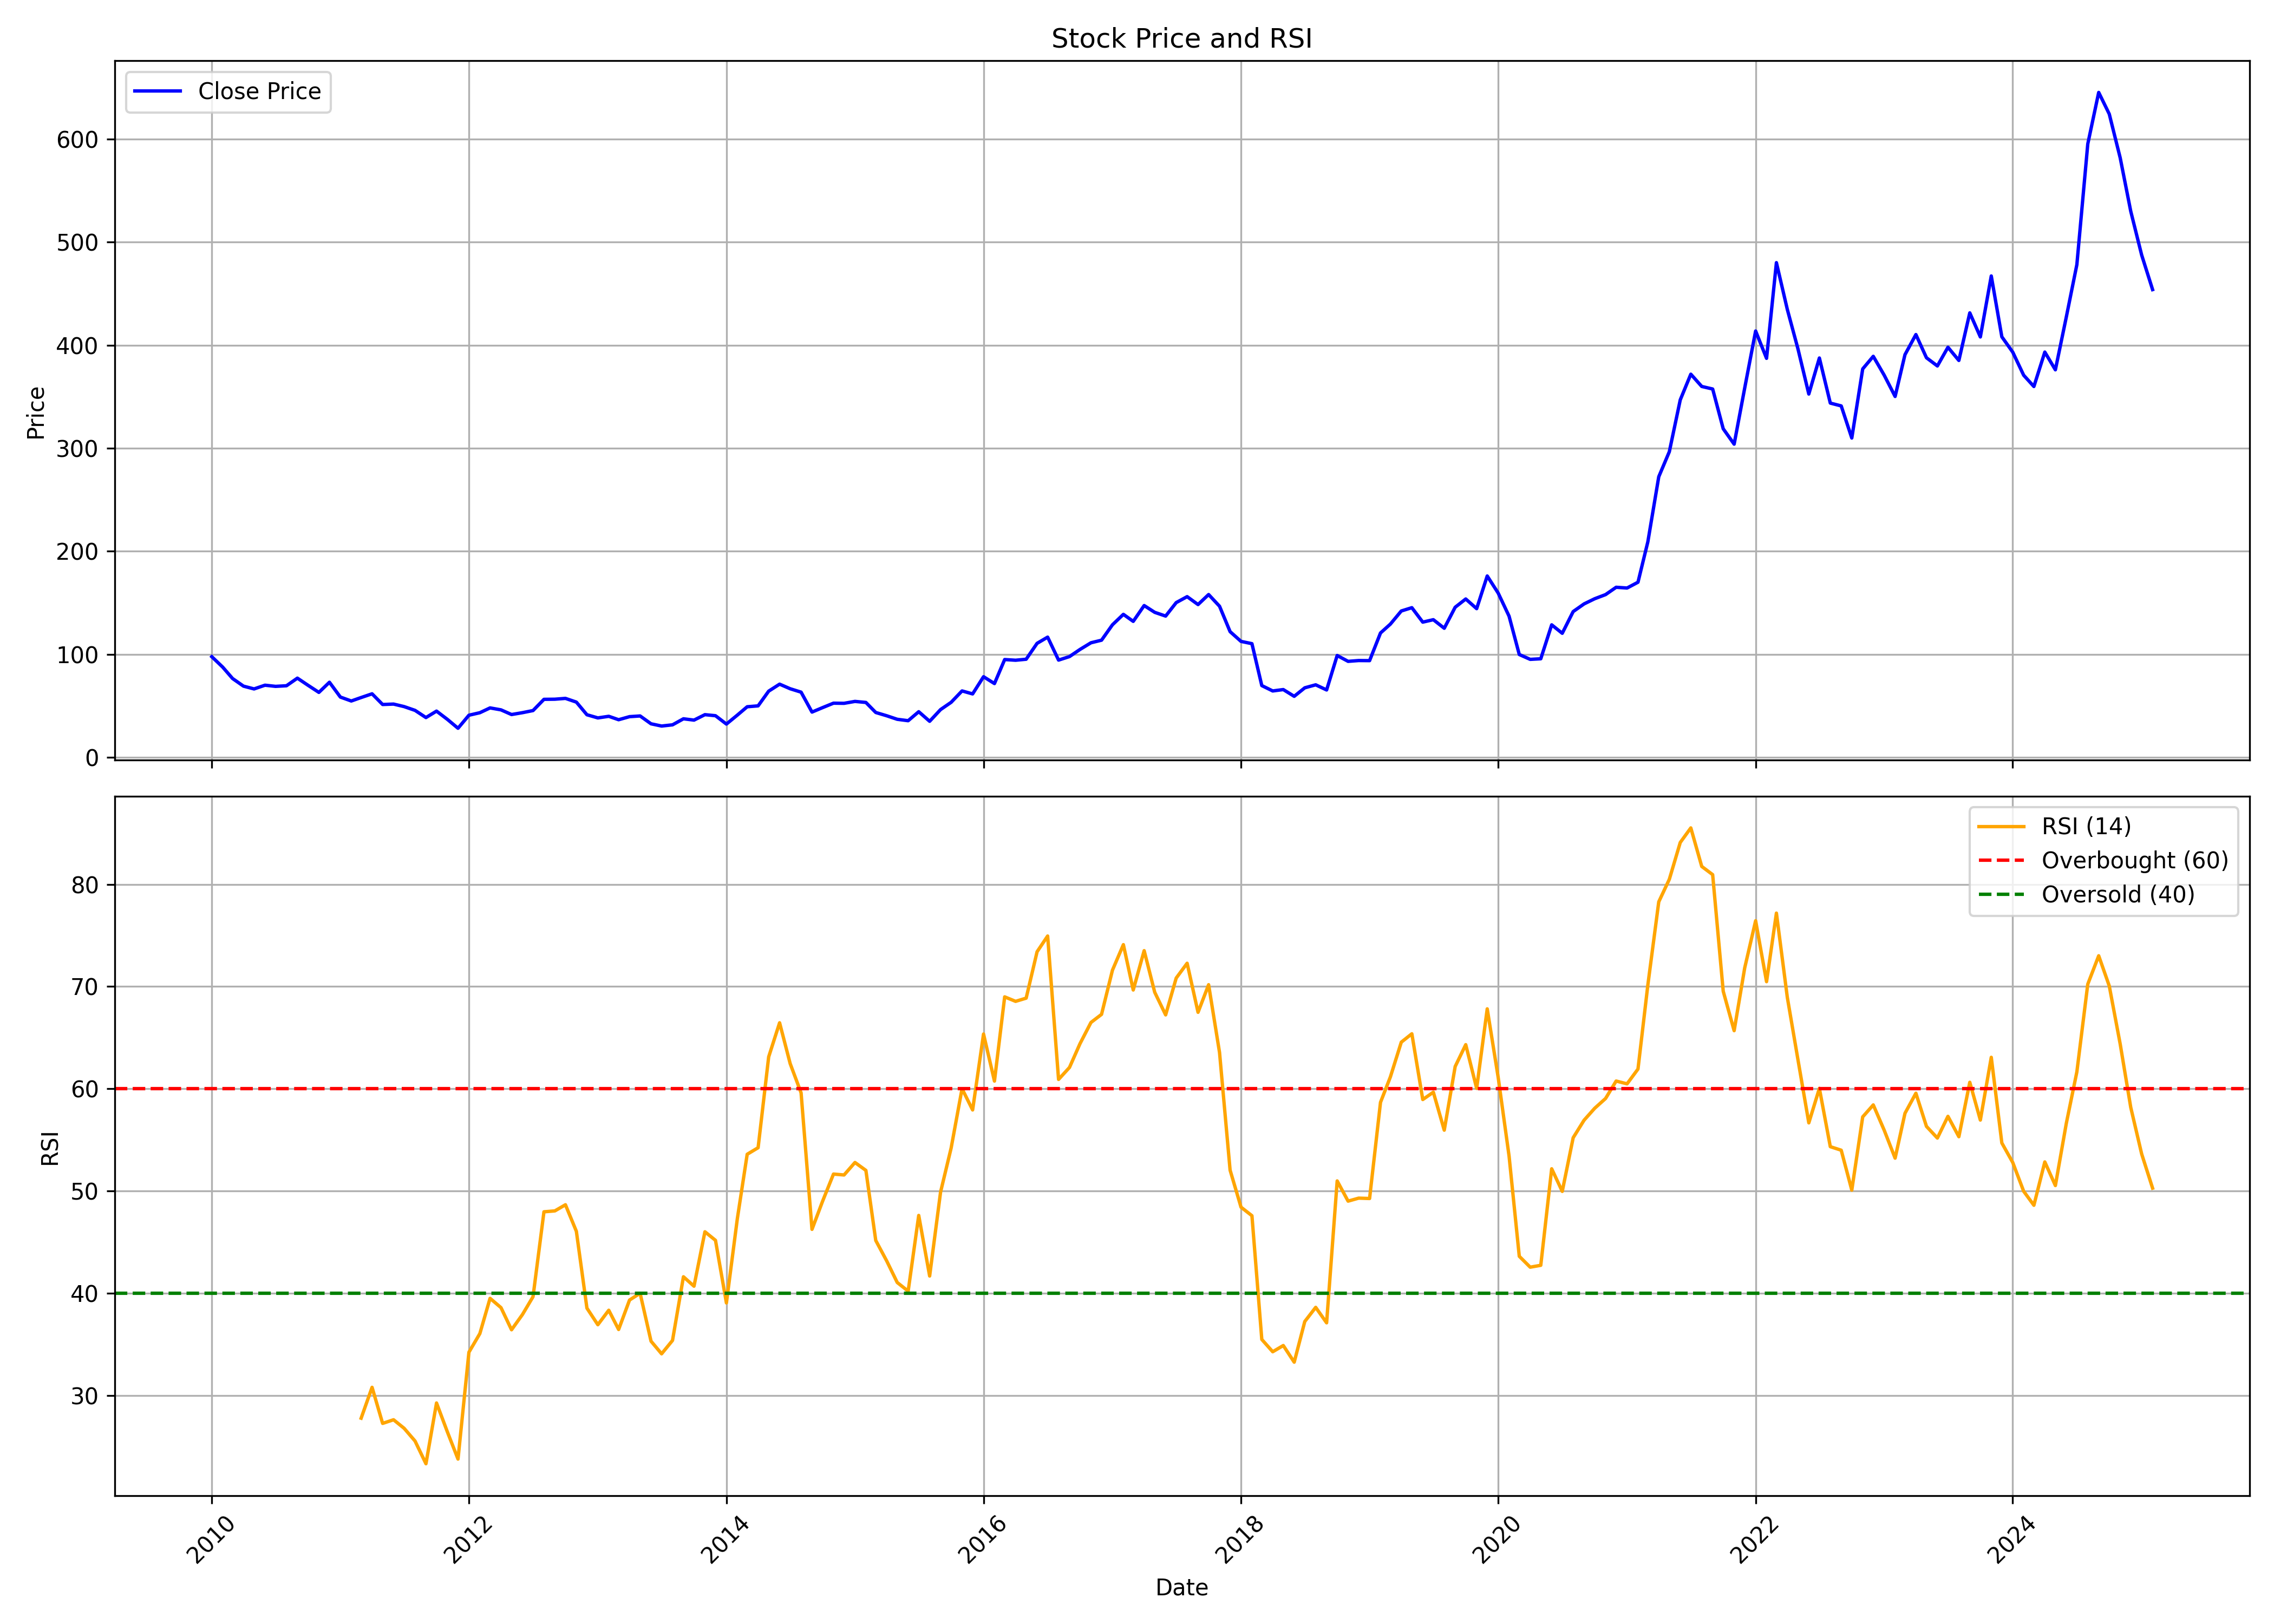 Stock Price and RSI
Close Price
Price
600
500
400
300
200
100
0
RSI (14)
Overbought (60)
Oversold (40)
RSI
80
70
60
50
40
30
2010
2012
2014
2016
2018
2020
2022
2024
Date